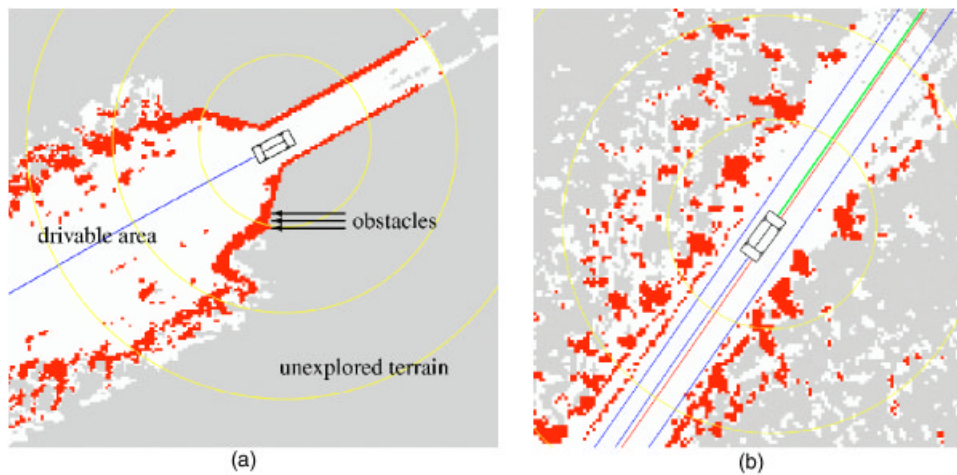 drivable area
obstacles
unexplored terrain
(a)
(b)